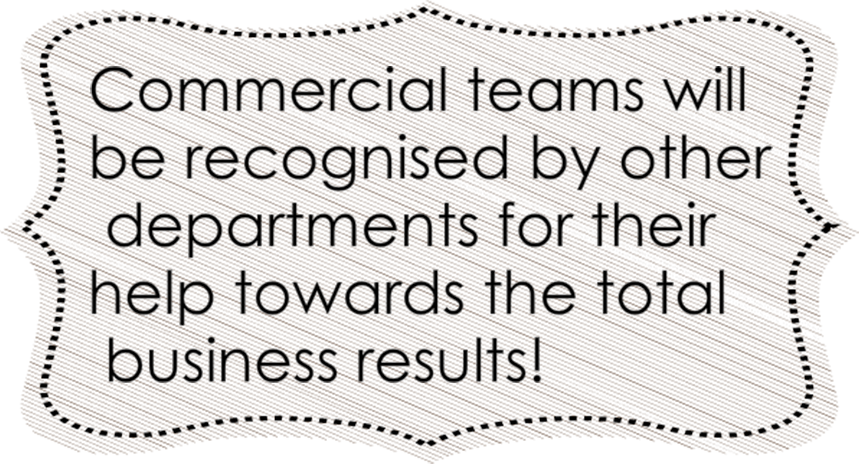 Commercial teams will
be recognised by other
departments for their
help towards the total
business results!